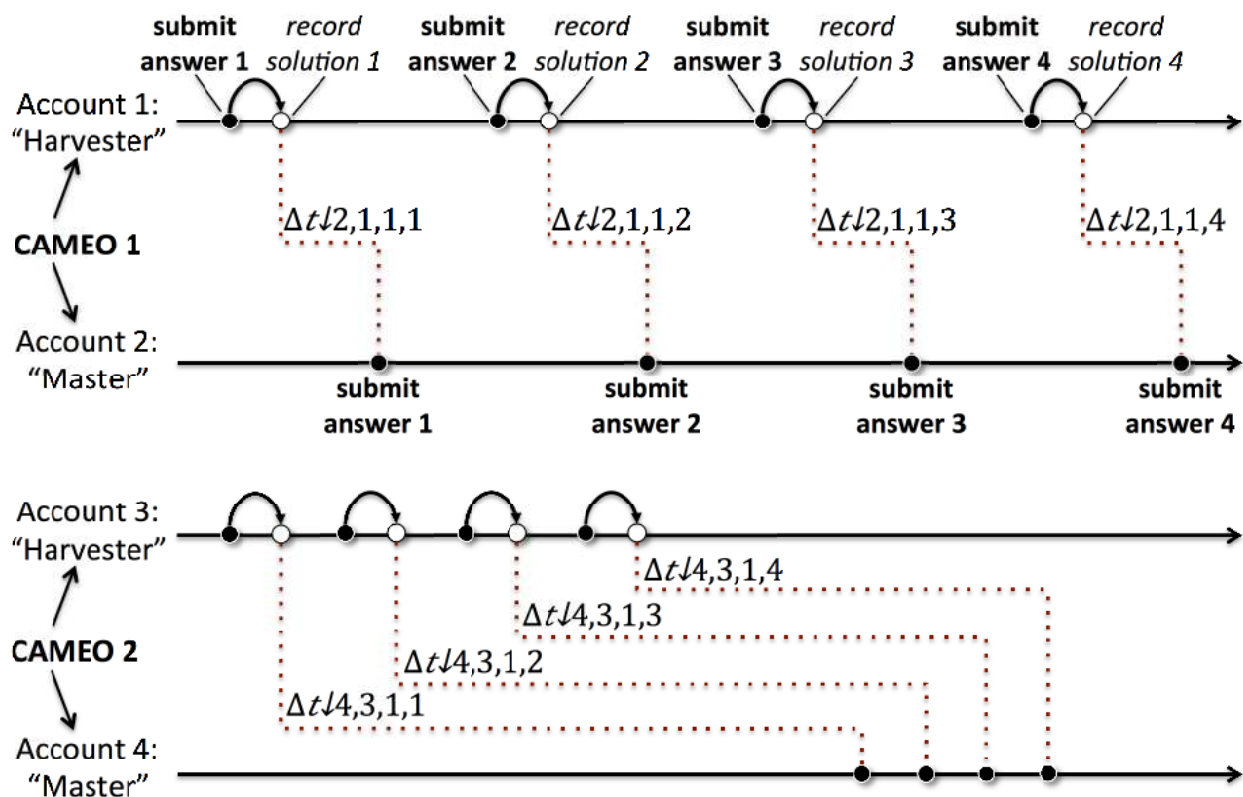 submit record submit record submit record submit record
answer 1 solution 1 answer 2 solution 2 answer 3 solution 3 answer 4 solution 4
Account 1:
"Harvester"
Δt↓2,1,1,1 Δt↓2,1,1,2 Δt↓2,1,1,3 Δt↓2,1,1,4
CAMEO 1
Account 2:
"Master"
submit submit submit submit
answer 1 answer 2 answer 3 answer 4
Account 3:
"Harvester"
Δt↓4,3,1,4
Δt↓4,3,1,3
CAMEO 2
Δt↓4,3,1,2
Δt↓4,3,1,1
Account 4:
"Master"